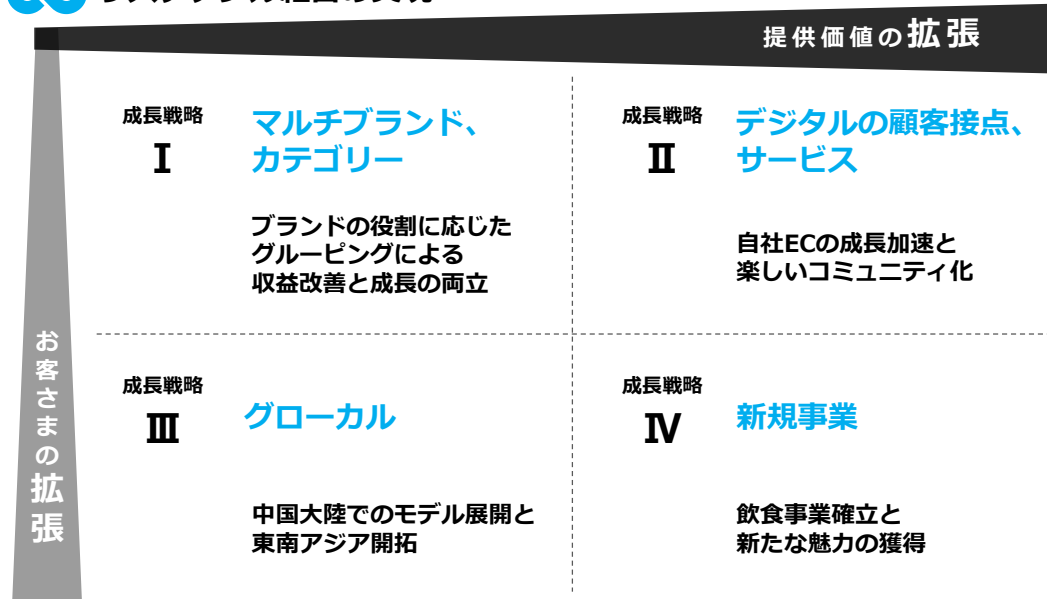 提供価値の拡張
成長戦略
Ⅰ
マルチブランド、
カテゴリー
ブランドの役割に応じた
グルーピングによる
収益改善と成長の両立
成長戦略
Ⅱ
デジタルの顧客接点、
サービス
自社ECの成長加速と
楽しいコミュニティ化
お客さまの拡張
成長戦略
Ⅲ
グローカル
中国大陸でのモデル展開と
東南アジア開拓
成長戦略
Ⅳ
新規事業
飲食事業確立と
新たな魅力の獲得